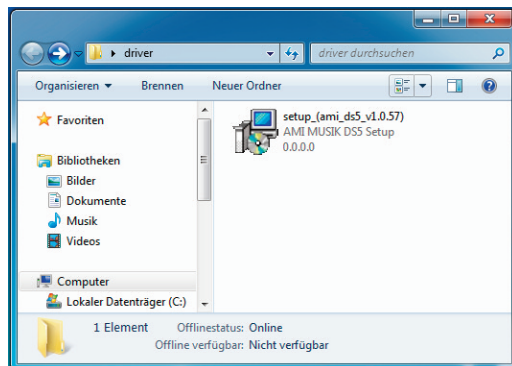 driver
driver durchsuchen
Organisieren
Brennen
Neuer Ordner
Favoriten
Bibliotheken
Bilder
Dokumente
Musik
Videos
Computer
Lokaler Datenträger (C:)
setup_(ami_ds5_v1.0.57)
AMI MUSIK DS5 Setup
0.0.0.0
1 Element Offlinestatus: Online
Offline verfügbar: Nicht verfügbar